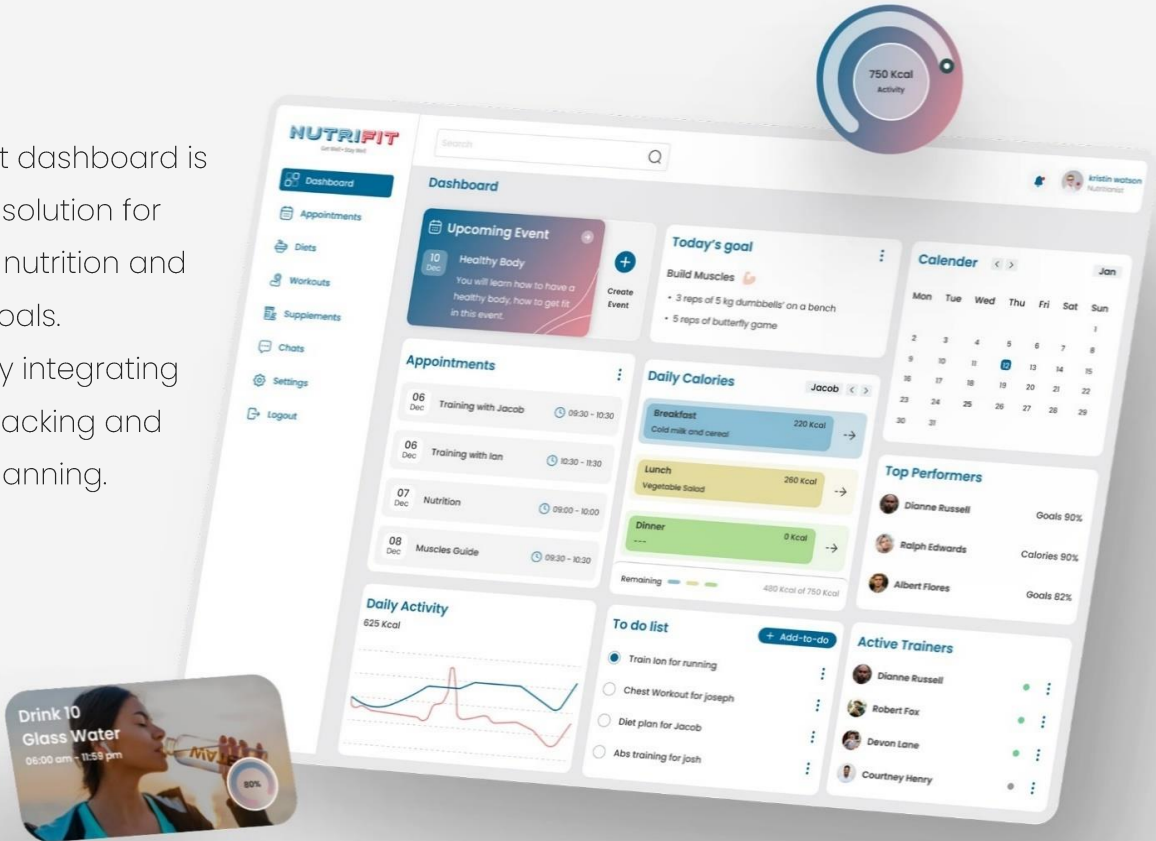 t dashboard is
solution for
nutrition and
oals.
y integrating
acking and
anning.
750 Kcal
Activity
NUTRIFIT
Get Well • Stay Well
Search
kristin watson
Nutritionist
Dashboard
Appointments
Diets
Workouts
Supplements
Chats
Settings
Logout
Dashboard
Upcoming Event
10
Dec
Healthy Body
You will learn how to have a
healthy body, how to get fit
in this event.
Create
Event
Today's goal
Build Muscles
• 3 reps of 5 kg dumbbells' on a bench
• 5 reps of butterfly game
Calender < > Jan
Mon Tue Wed Thu Fri Sat Sun
1
2 3 4 5 6 7 8
9 10 11 12 13 14 15
16 17 18 19 20 21 22
23 24 25 26 27 28 29
30 31
Appointments
06 Dec Training with Jacob 09:30 - 10:30
06 Dec Training with Ian 10:30 - 11:30
07 Dec Nutrition 09:00 - 10:00
08 Dec Muscles Guide 09:30 - 10:30
Daily Calories Jacob < >
Breakfast 220 Kcal
Cold milk and cereal
Lunch 260 Kcal
Vegetable Salad
Dinner 0 Kcal
---
Remaining 480 Kcal of 750 Kcal
Top Performers
Dianne Russell Goals 90%
Ralph Edwards Calories 90%
Albert Flores Goals 82%
Daily Activity
625 Kcal
To do list + Add-to-do
Train Ion for running
Chest Workout for joseph
Diet plan for Jacob
Abs training for josh
Active Trainers
Dianne Russell
Robert Fox
Devon Lane
Courtney Henry
Drink 10
Glass Water
06:00 am - 11:59 pm
80%